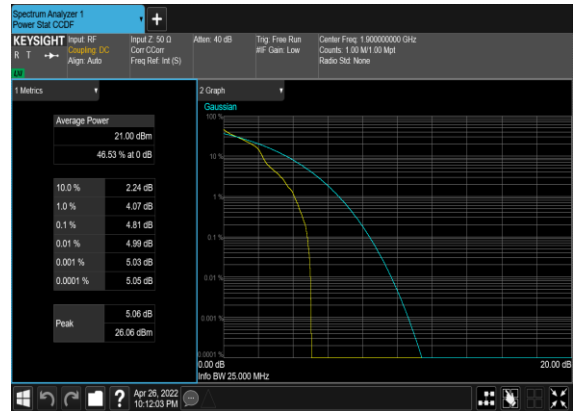 Spectrum Analyzer 1
Power Stat CCDF
KEYSIGHT
R T
LXI
Input: RF
Coupling: DC
Align: Auto
Input Z: 50 Ω
Corr CCorr
Freq Ref: Int (S)
Atten: 40 dB
Trig: Free Run
#IF Gain: Low
Center Freq: 1.900000000 GHz
Counts: 1.00 M/1.00 Mpt
Radio Std: None
1 Metrics
Average Power
21.00 dBm
46.53 % at 0 dB
10.0 % 2.24 dB
1.0 % 4.07 dB
0.1 % 4.81 dB
0.01 % 4.99 dB
0.001 % 5.03 dB
0.0001 % 5.05 dB
Peak
5.06 dB
26.06 dBm
2 Graph
Gaussian
100 %
10 %
1 %
0.1 %
0.01 %
0.001 %
0.0001 %
0.00 dB
20.00 dB
Info BW 25.000 MHz
?
Apr 26, 2022
10:12:03 PM